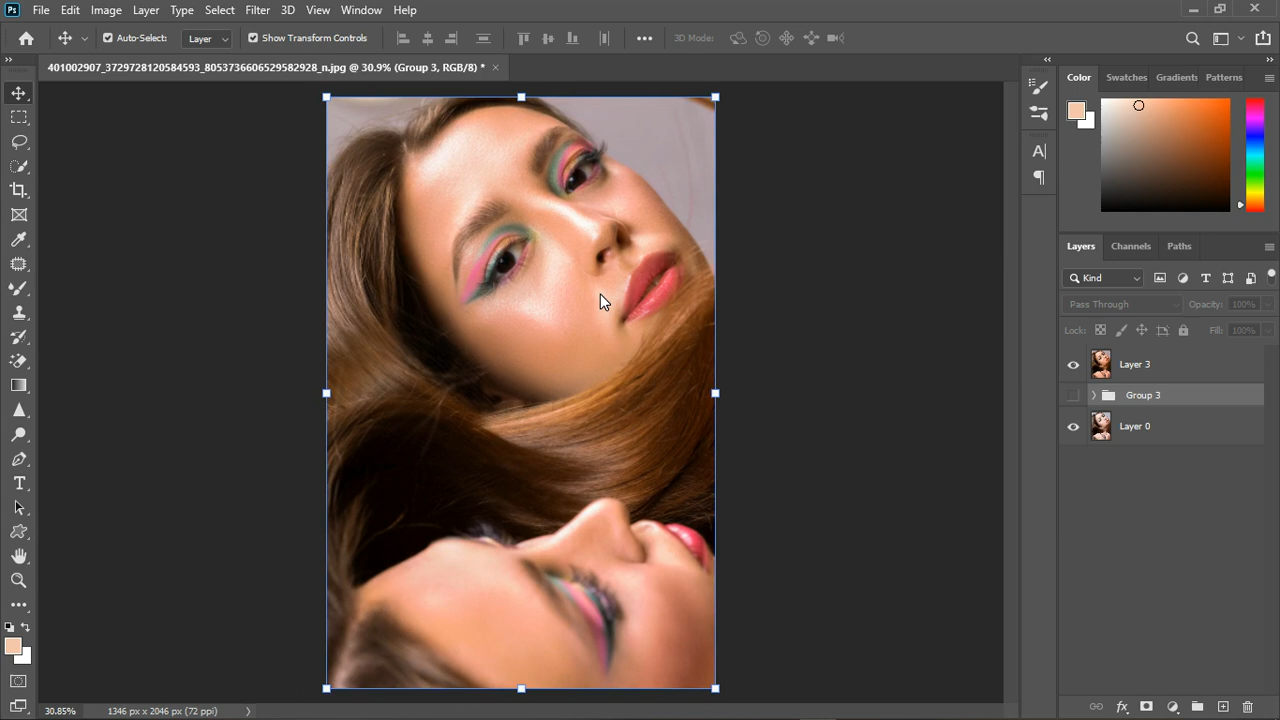 Ps File Edit Image Layer Type Select Filter 3D View Window Help
Auto-Select: Layer Show Transform Controls 3D Mode:
401002907_3729728120584593_8053736606529582928_n.jpg @ 30.9% (Group 3, RGB/8) *
Color Swatches Gradients Patterns
Layers Channels Paths
Kind
Pass Through Opacity: 100%
Lock: Fill: 100%
Layer 3
Group 3
Layer 0
30.85% 1346 px x 2046 px (72 ppi)